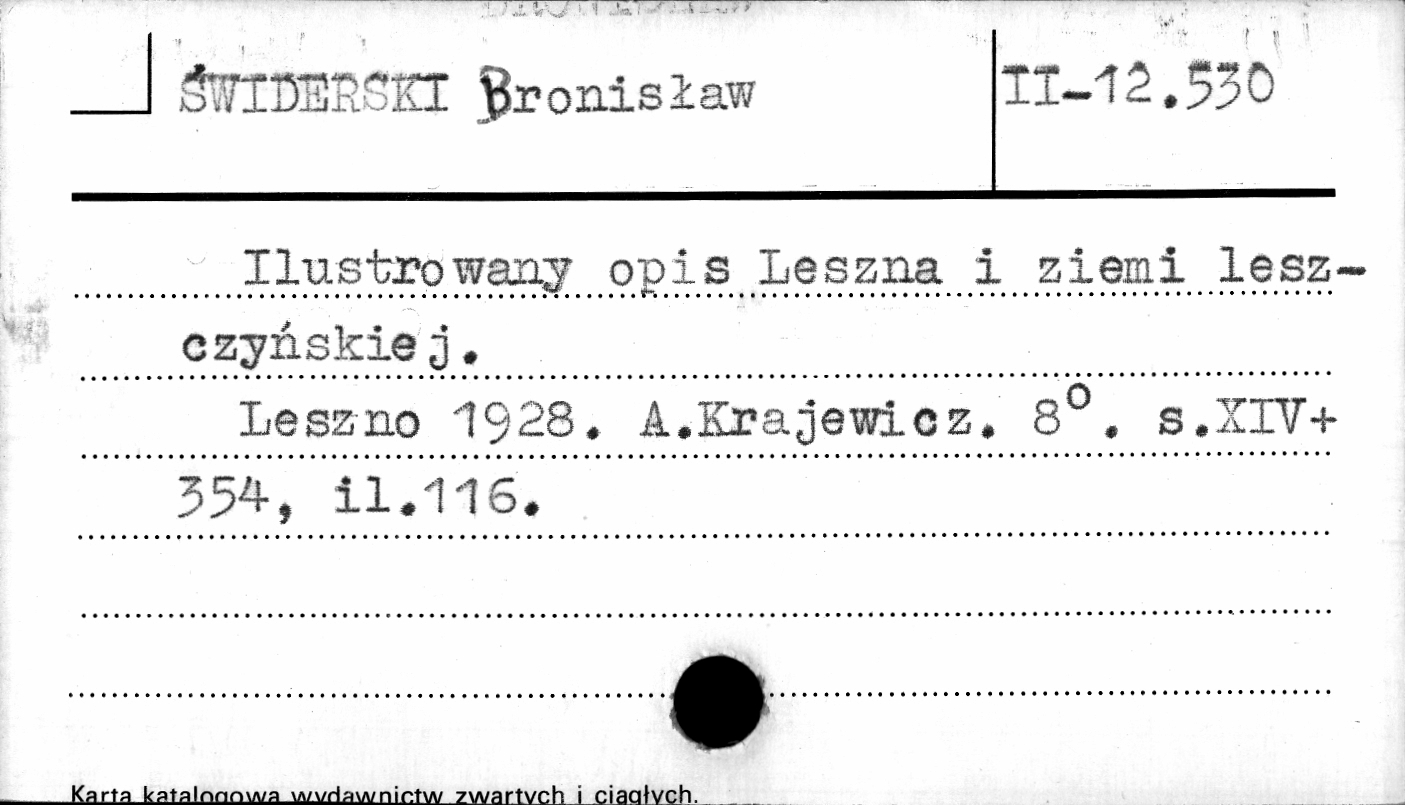 ŚWIDERSKI Bronisław II-12.530
Ilustrowany opis Leszna i ziemi lesz-
czyńskiej.
Leszno 1928. A.Krajewicz. 8⁰. s.XIV+
354, il.116.
Karta katalogowa wydawnictw zwartych i ciągłych.